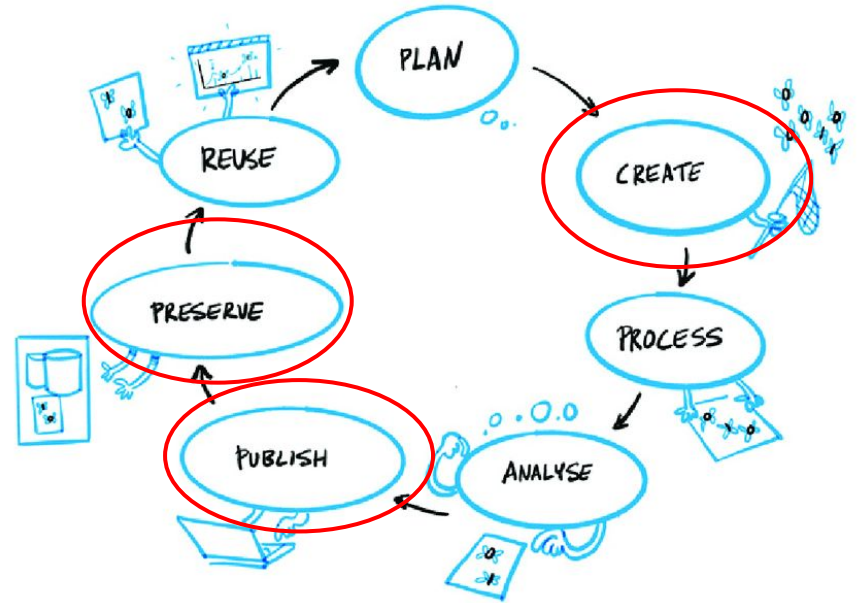 PLAN
CREATE
PROCESS
ANALYSE
PUBLISH
PRESERVE
REUSE